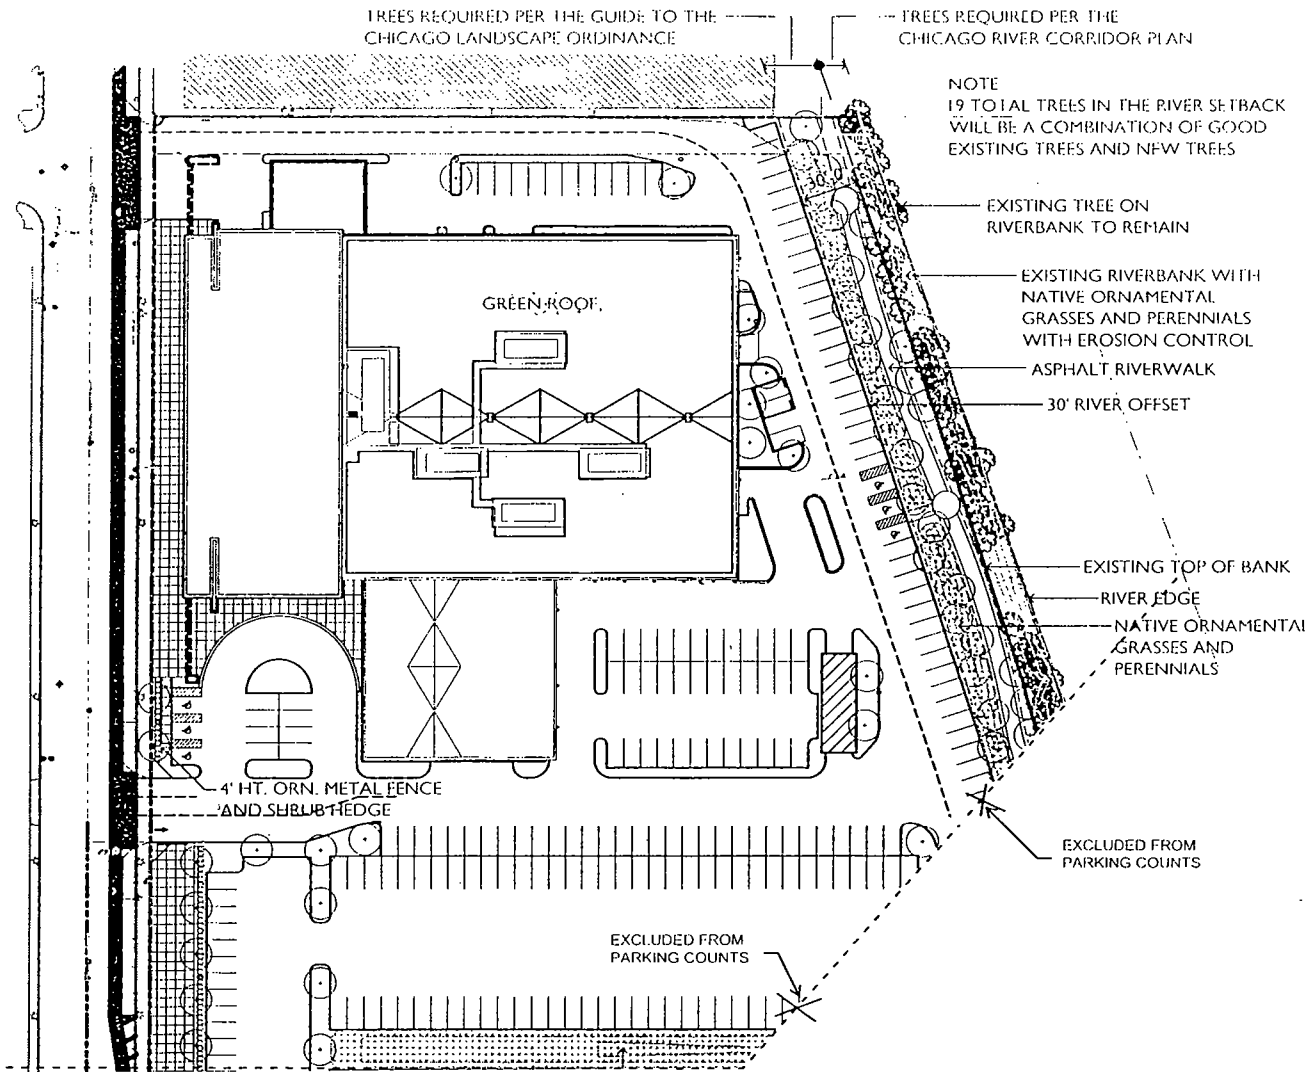 TREES REQUIRED PER THE GUIDE TO THE
CHICAGO LANDSCAPE ORDINANCE
TREES REQUIRED PER THE
CHICAGO RIVER CORRIDOR PLAN
NOTE
19 TOTAL TREES IN THE RIVER SETBACK
WILL BE A COMBINATION OF GOOD
EXISTING TREES AND NEW TREES
30'-0"
EXISTING TREE ON
RIVERBANK TO REMAIN
EXISTING RIVERBANK WITH
NATIVE ORNAMENTAL
GRASSES AND PERENNIALS
WITH EROSION CONTROL
GREEN ROOF
ASPHALT RIVERWALK
30' RIVER OFFSET
EXISTING TOP OF BANK
RIVER EDGE
NATIVE ORNAMENTAL
GRASSES AND
PERENNIALS
4' HT. ORN. METAL FENCE
AND SHRUB HEDGE
EXCLUDED FROM
PARKING COUNTS
EXCLUDED FROM
PARKING COUNTS